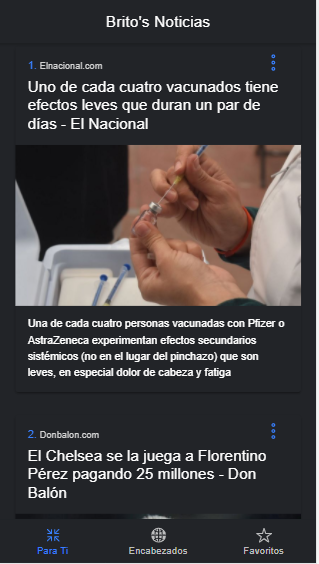 Brito's Noticias
1. Elnacional.com
Uno de cada cuatro vacunados tiene
efectos leves que duran un par de
días - El Nacional
Una de cada cuatro personas vacunadas con Pfizer o
AstraZeneca experimentan efectos secundarios
sistémicos (no en el lugar del pinchazo) que son
leves, en especial dolor de cabeza y fatiga
2. Donbalon.com
El Chelsea se la juega a Florentino
Pérez pagando 25 millones - Don
Balón
Para Ti Encabezados Favoritos